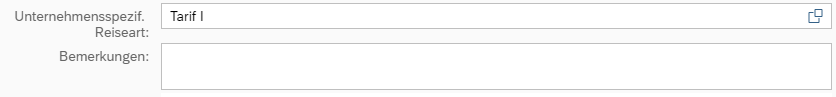 Unternehmensspezif. Tarif I
Reiseart:
Bemerkungen: